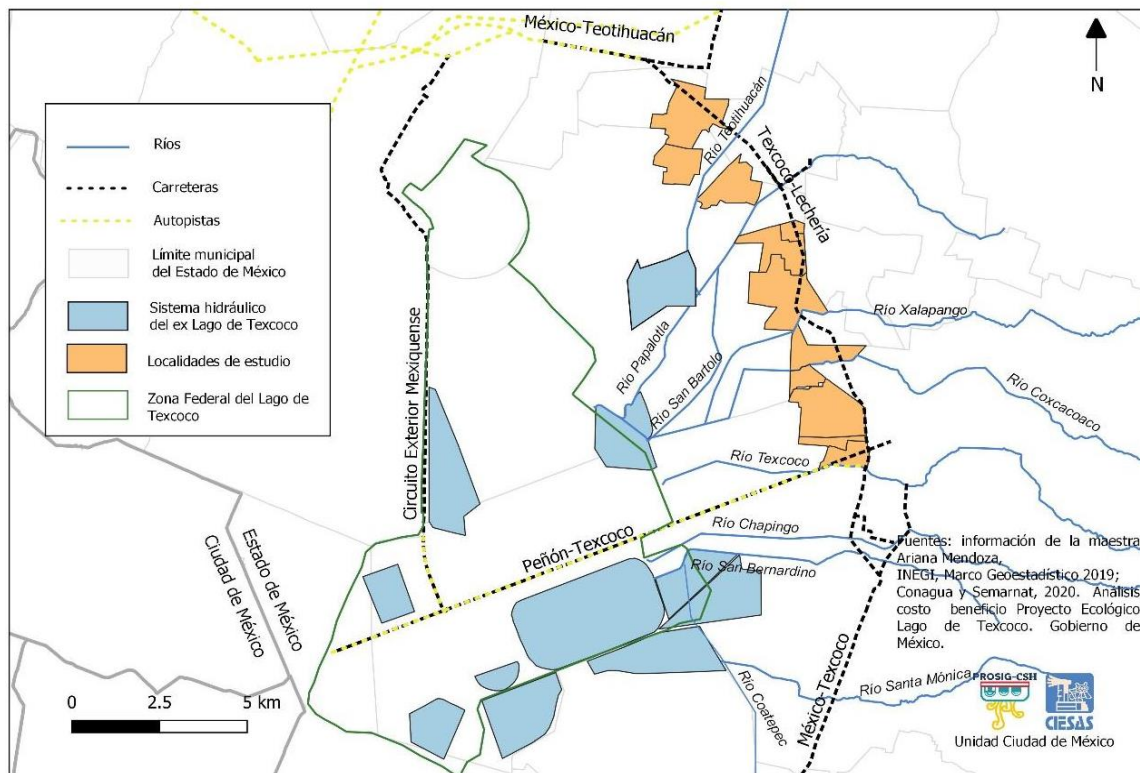 México-Teotihuacán
N
Ríos
Carreteras
Autopistas
Límite municipal
del Estado de México
Sistema hidráulico
del ex Lago de Texcoco
Localidades de estudio
Zona Federal del Lago de
Texcoco
Río Teotihuacán
Texcoco-Lechería
Río Xalapango
Circuito Exterior Mexiquense
Río Papalotla
Río San Bartolo
Río Coxcacoaco
Río Texcoco
Peñón-Texcoco
Río Chapingo
Río San Bernardino
Estado de México
Ciudad de México
Fuentes: información de la maestra
Ariana Mendoza,
INEGI, Marco Geoestadístico 2019;
Conagua y Semarnat, 2020. Análisis
costo beneficio Proyecto Ecológico
Lago de Texcoco. Gobierno de
México.
México-Texcoco
Río Coatepec
Río Santa Mónica
0 2.5 5 km
PROSIG-CSH
CIESAS
Unidad Ciudad de México